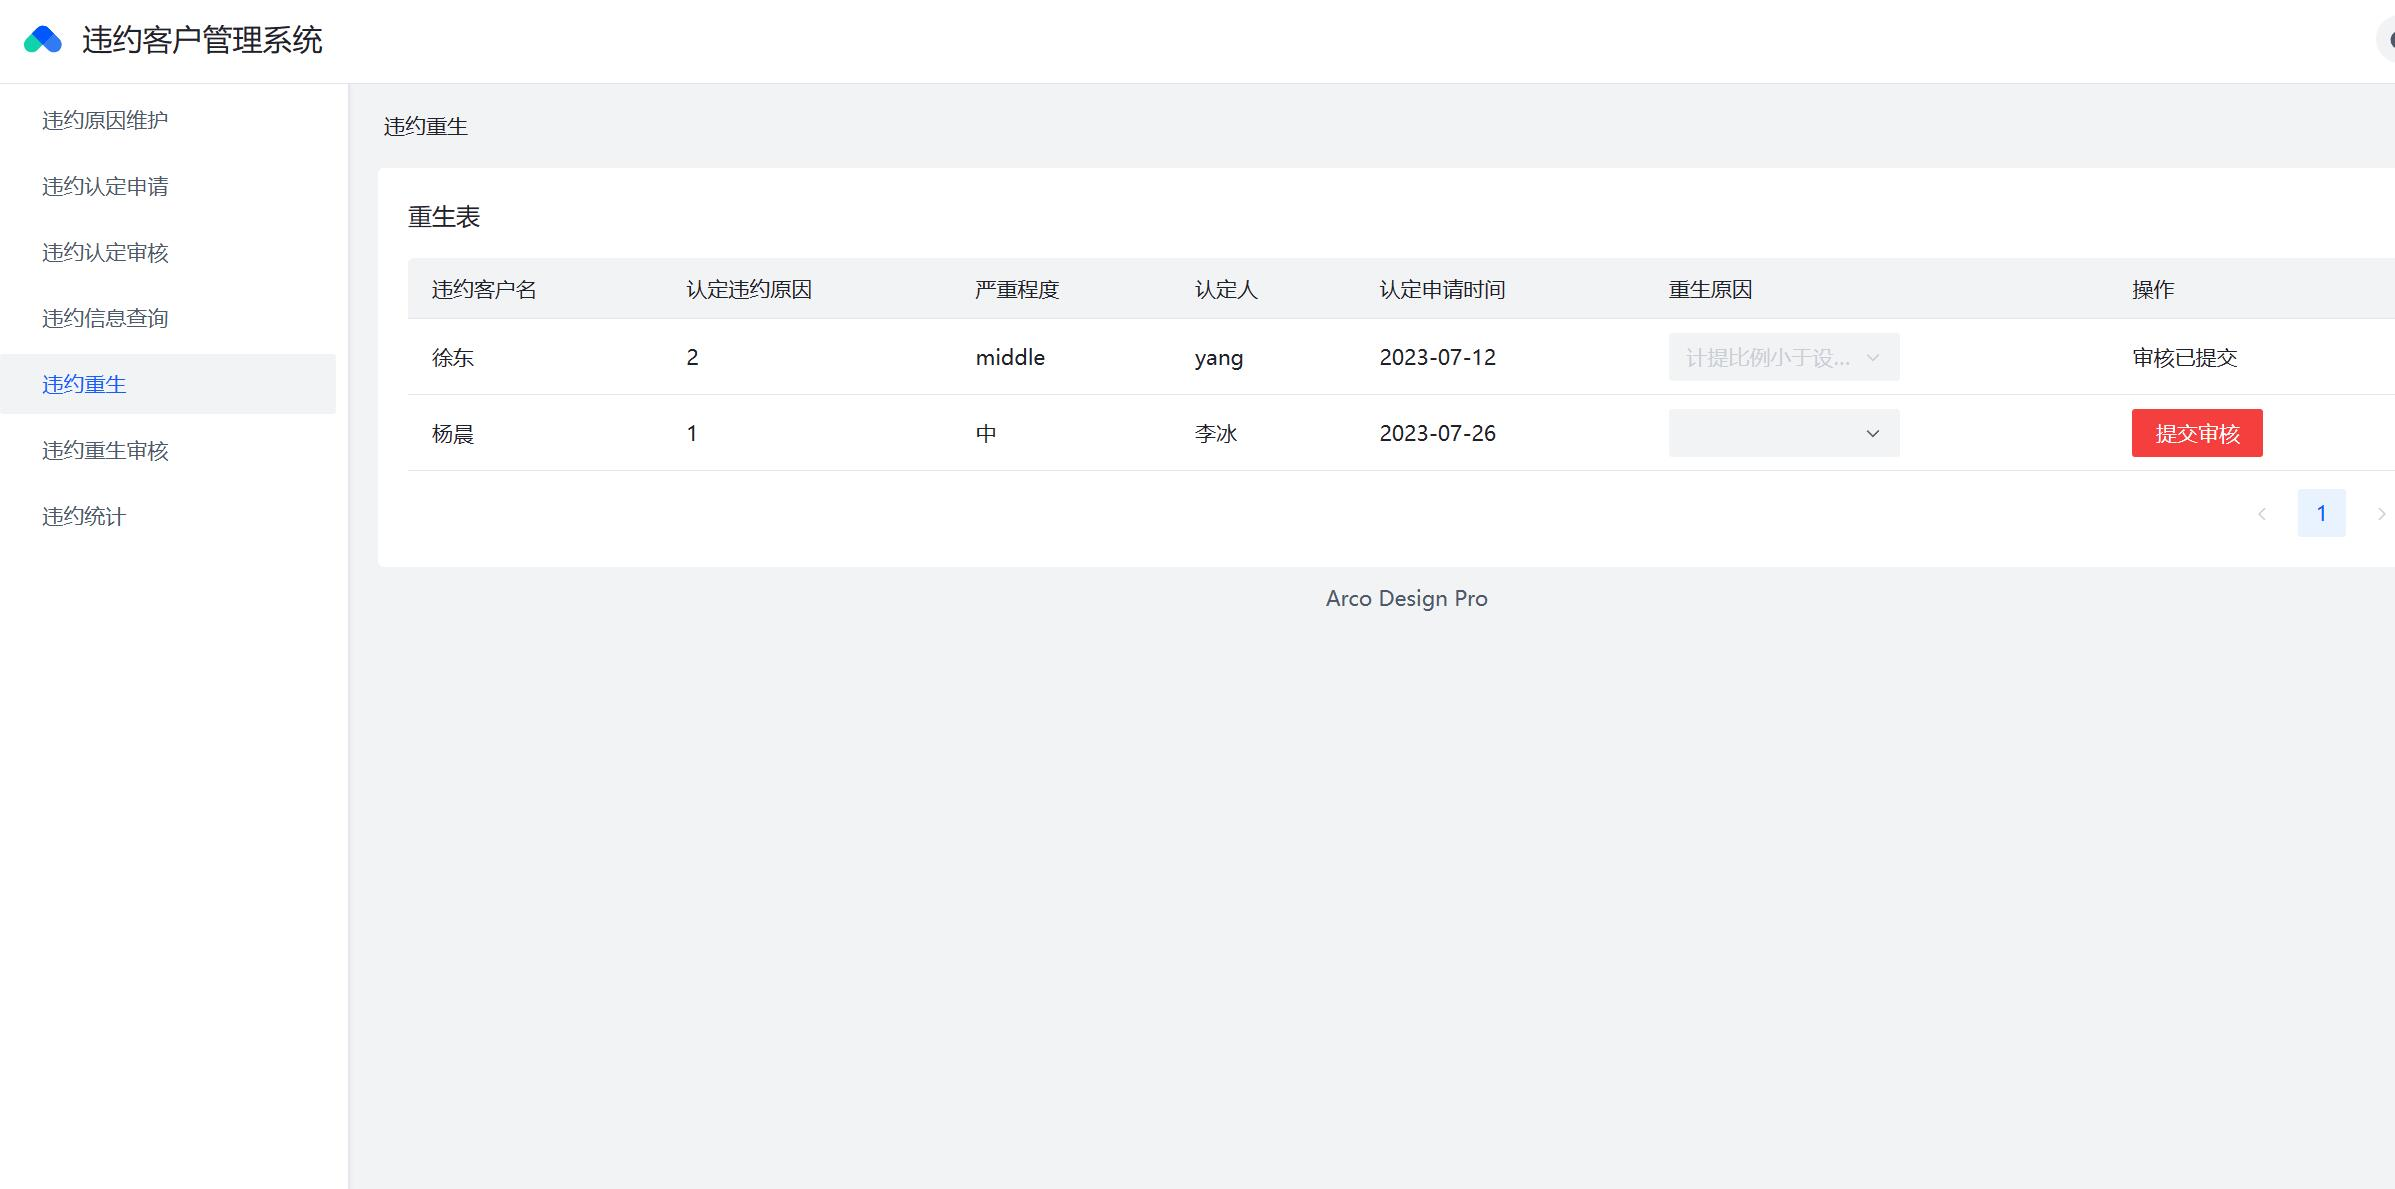 违约客户管理系统
违约原因维护
违约认定申请
违约认定审核
违约信息查询
违约重生
违约重生审核
违约统计
违约重生
重生表
违约客户名 认定违约原因 严重程度 认定人 认定申请时间 重生原因 操作
徐东 2 middle yang 2023-07-12 计提比例小于设... 审核已提交
杨晨 1 中 李冰 2023-07-26 提交审核
1
Arco Design Pro